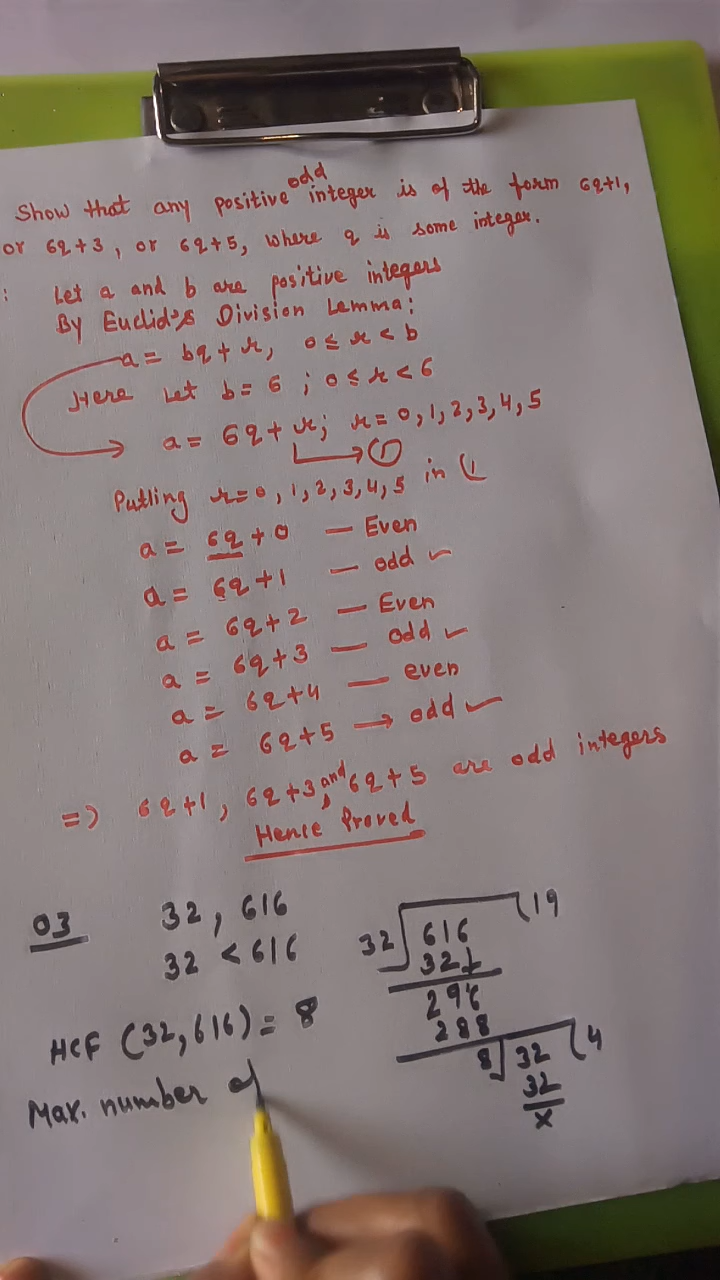 Show that any positive odd integer is of the form 6q+1,
or 6q+3, or 6q+5, where q is some integer.
: Let a and b are positive integers
By Euclid's Division Lemma:
a = bq + r, 0 ≤ r < b
Here Let b = 6 ; 0 ≤ r < 6
a = 6q + r; r = 0, 1, 2, 3, 4, 5
①
Putting r = 0, 1, 2, 3, 4, 5 in (1
a = 6q + 0 — Even
a = 6q + 1 — odd ✓
a = 6q + 2 — Even
a = 6q + 3 — odd ✓
a = 6q + 4 — even
a = 6q + 5 → odd ✓
=> 6q+1, 6q+3, and 6q+5 are odd integers
Hence Proved
03 32, 616
32 < 616
HCF (32, 616) = 8
Max. number of
32 616 19
32↓
296
288
8 32 4
32
x